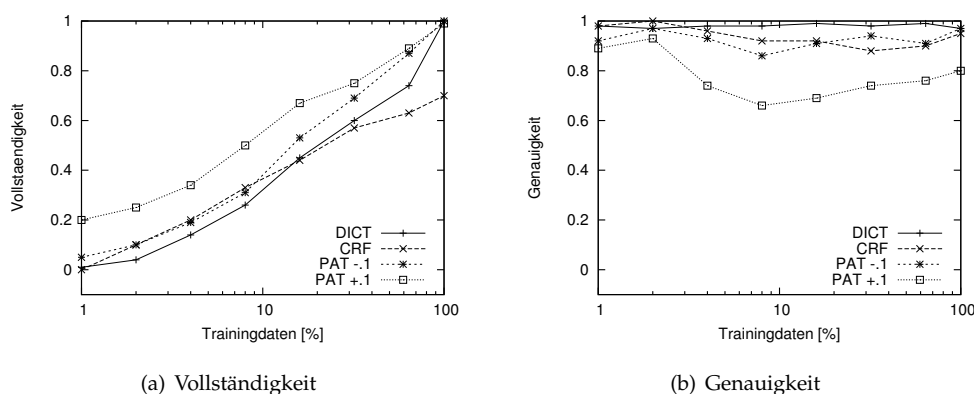 Vollstaendigkeit
1
0.8
0.6
0.4
0.2
0
1
10
100
Trainingdaten [%]
DICT
CRF
PAT -.1
PAT +.1
(a) Vollständigkeit
Genauigkeit
1
0.8
0.6
0.4
0.2
0
1
10
100
Trainingdaten [%]
DICT
CRF
PAT -.1
PAT +.1
(b) Genauigkeit